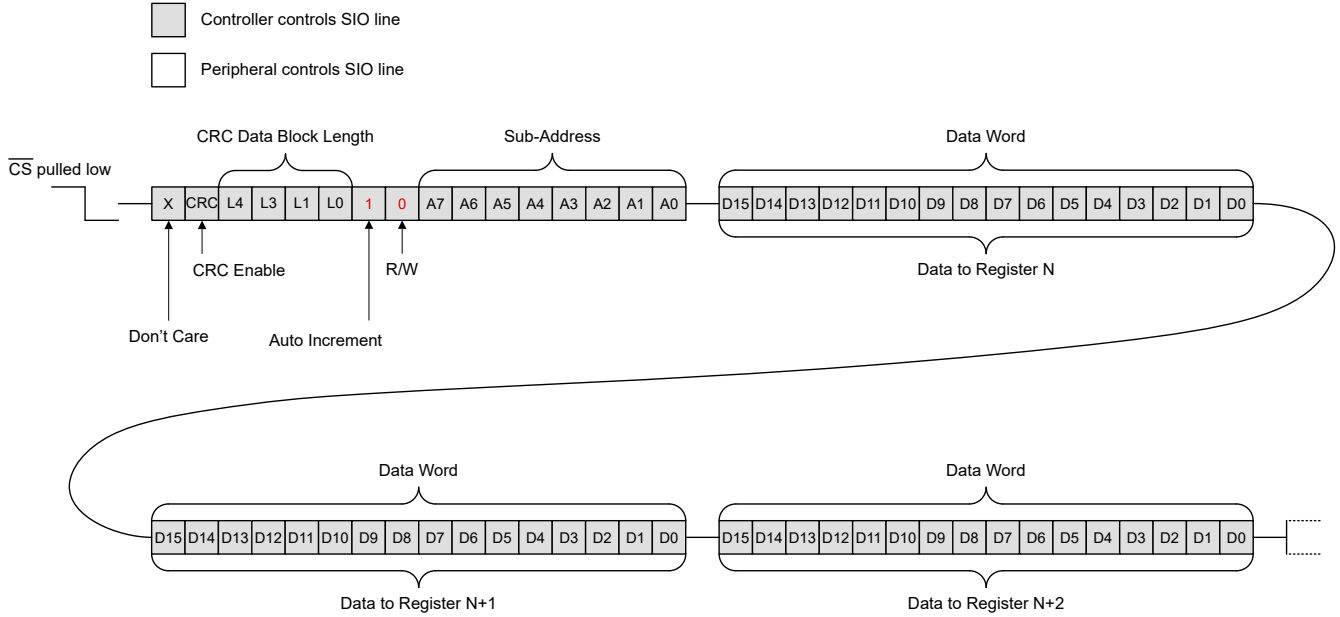 Controller controls SIO line
Peripheral controls SIO line
CRC Data Block Length
Sub-Address
Data Word
CS pulled low
X CRC L4 L3 L1 L0 1 0 A7 A6 A5 A4 A3 A2 A1 A0
D15 D14 D13 D12 D11 D10 D9 D8 D7 D6 D5 D4 D3 D2 D1 D0
CRC Enable
R/W
Data to Register N
Don't Care
Auto Increment
Data Word
Data Word
D15 D14 D13 D12 D11 D10 D9 D8 D7 D6 D5 D4 D3 D2 D1 D0
D15 D14 D13 D12 D11 D10 D9 D8 D7 D6 D5 D4 D3 D2 D1 D0
Data to Register N+1
Data to Register N+2